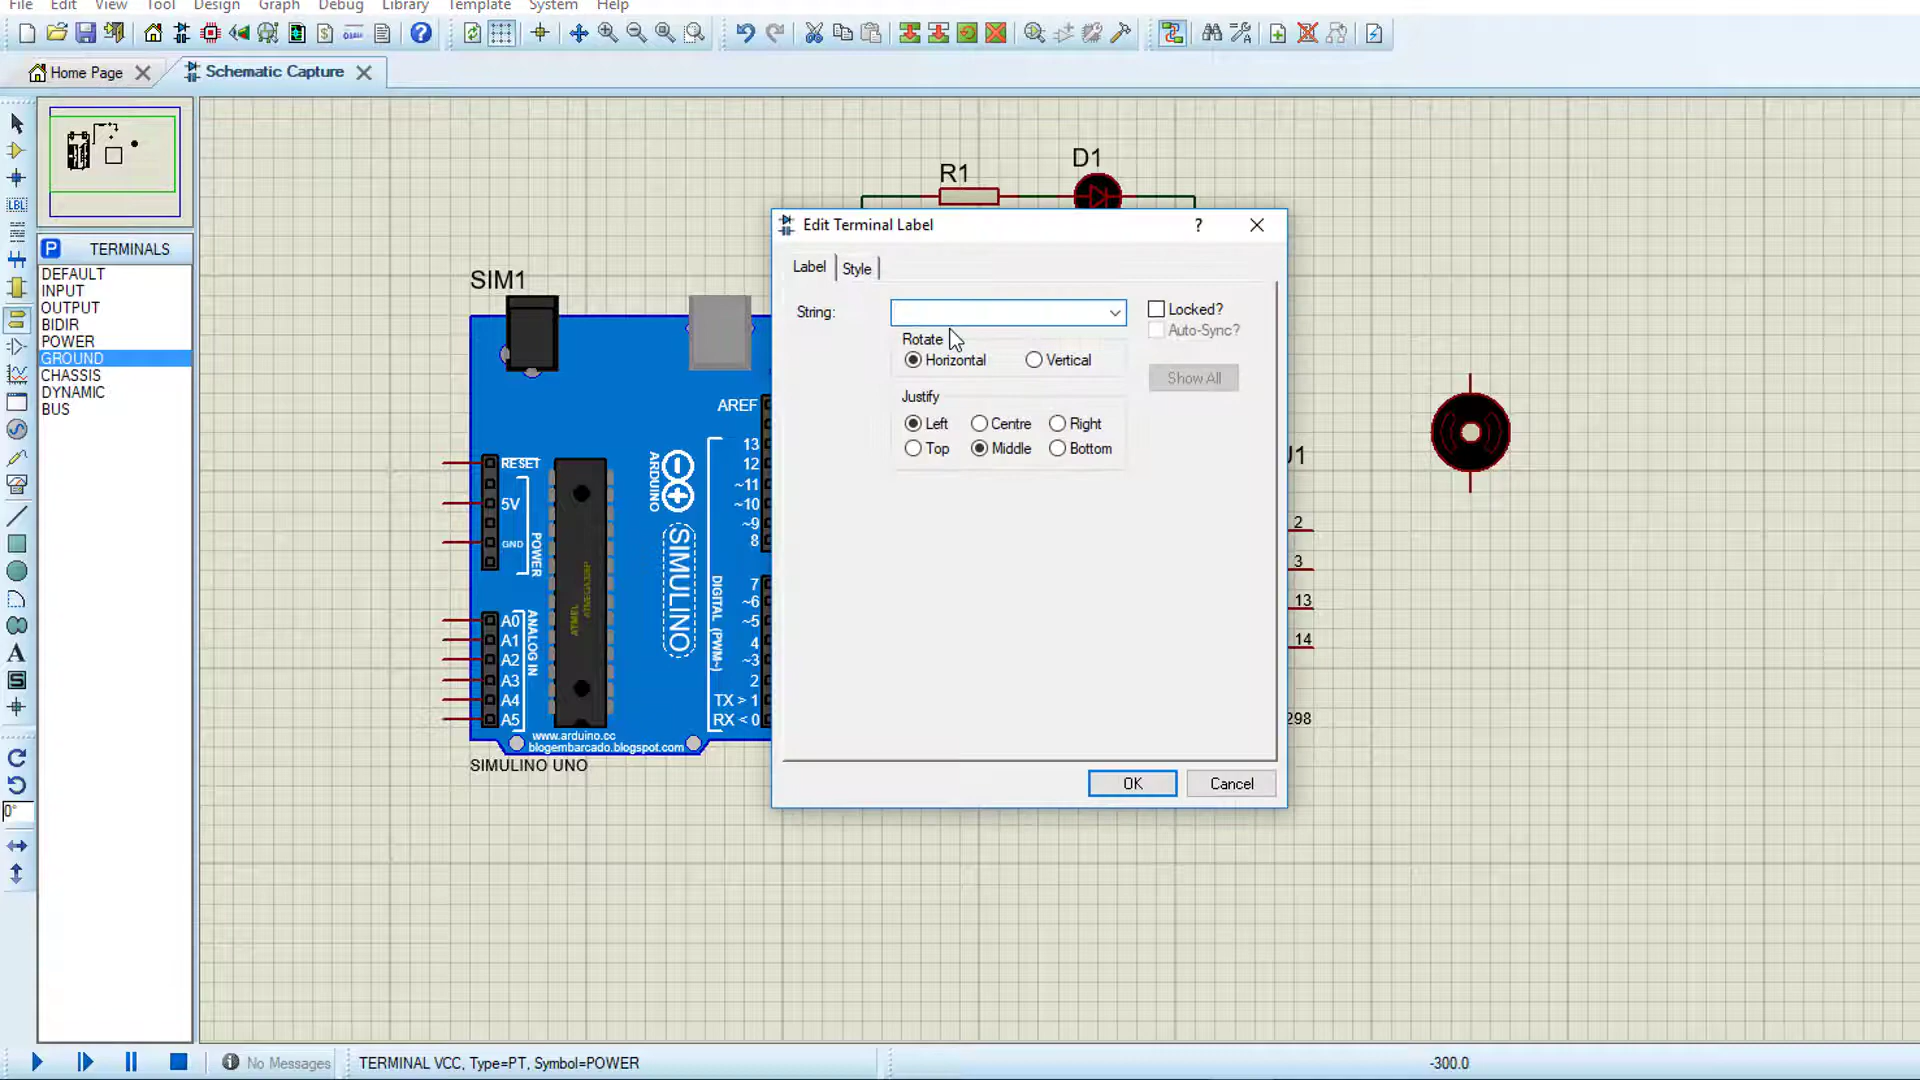 File Edit View Tool Design Graph Debug Library Template System Help
Home Page
Schematic Capture
P TERMINALS
DEFAULT
INPUT
OUTPUT
BIDIR
POWER
GROUND
CHASSIS
DYNAMIC
BUS
LBL
A
S
0°
R1
D1
SIM1
AREF
13
12
~11
~10
~9
8
7
~6
~5
4
~3
2
TX > 1
RX < 0
RESET
5V
GND
POWER
A0
A1
A2
A3
A4
A5
ANALOG IN
ATMEL
ATMEGA328P
ARDUINO
SIMULINO
DIGITAL (PWM~)
www.arduino.cc
blogembarcado.blogspot.com
SIMULINO UNO
Edit Terminal Label
?
Label
Style
String:
Locked?
Auto-Sync?
Rotate
Horizontal
Vertical
Show All
Justify
Left
Centre
Right
Top
Middle
Bottom
OK
Cancel
2
3
13
14
298
No Messages
TERMINAL VCC, Type=PT, Symbol=POWER
-300.0